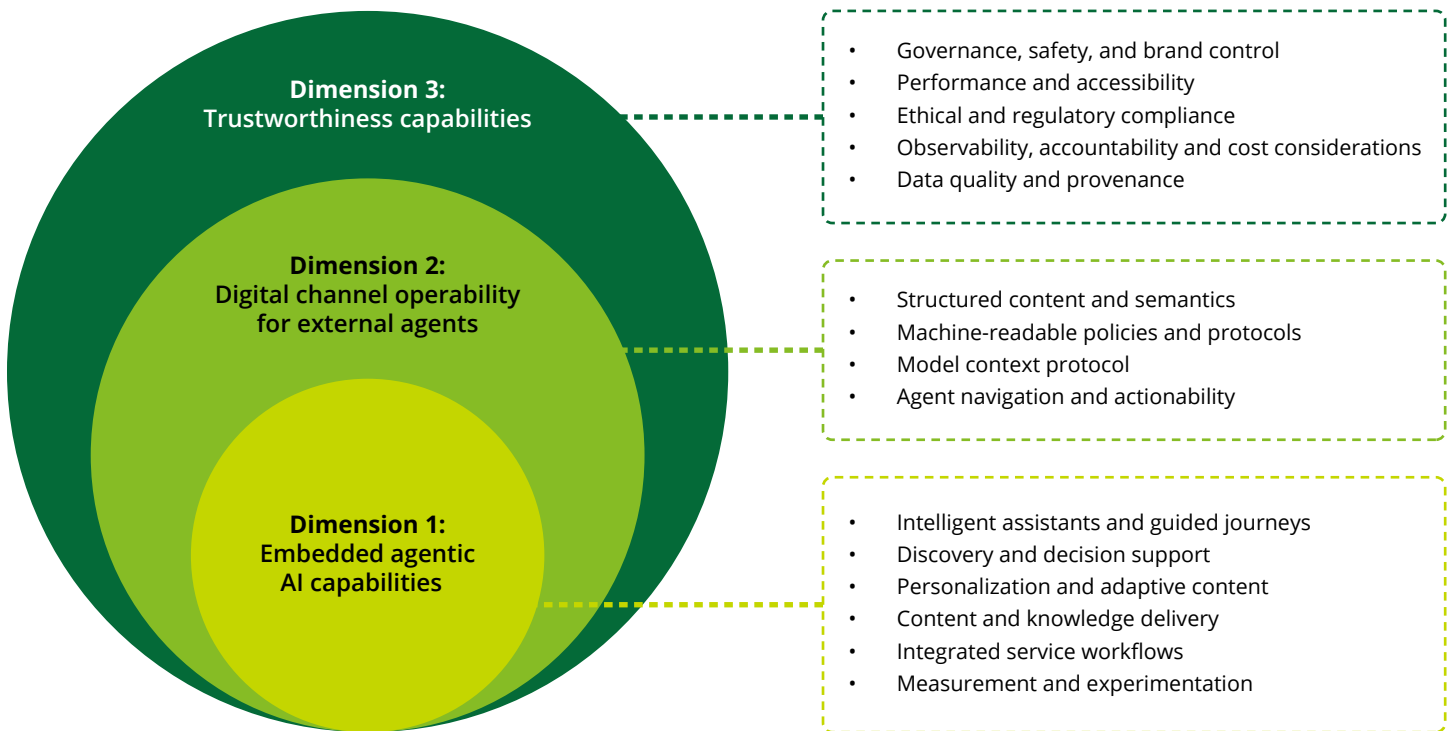 Dimension 3:
Trustworthiness capabilities
• Governance, safety, and brand control
• Performance and accessibility
• Ethical and regulatory compliance
• Observability, accountability and cost considerations
• Data quality and provenance
Dimension 2:
Digital channel operability
for external agents
• Structured content and semantics
• Machine-readable policies and protocols
• Model context protocol
• Agent navigation and actionability
Dimension 1:
Embedded agentic
AI capabilities
• Intelligent assistants and guided journeys
• Discovery and decision support
• Personalization and adaptive content
• Content and knowledge delivery
• Integrated service workflows
• Measurement and experimentation